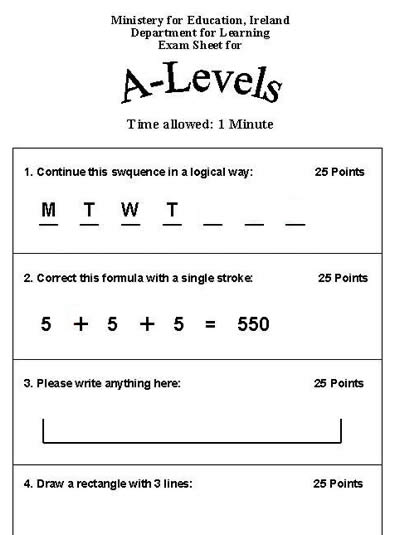 Ministery for Education, Ireland
Department for Learning
Exam Sheet for
A-Levels
Time allowed: 1 Minute
1. Continue this swquence in a logical way: 25 Points
M T W T _ _ _
2. Correct this formula with a single stroke: 25 Points
5 + 5 + 5 = 550
3. Please write anything here: 25 Points
4. Draw a rectangle with 3 lines: 25 Points